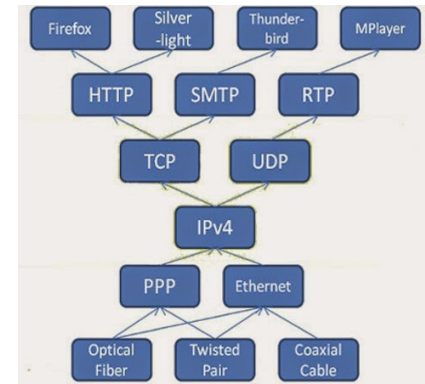 Firefox
Silver
-light
Thunder-
bird
MPlayer
HTTP
SMTP
RTP
TCP
UDP
IPv4
PPP
Ethernet
Optical
Fiber
Twisted
Pair
Coaxial
Cable